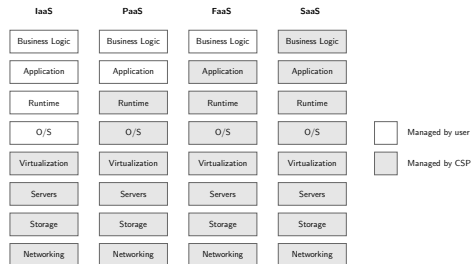 IaaS PaaS FaaS SaaS
Business Logic Business Logic Business Logic Business Logic
Application Application Application Application
Runtime Runtime Runtime Runtime
O/S O/S O/S O/S Managed by user
Virtualization Virtualization Virtualization Virtualization Managed by CSP
Servers Servers Servers Servers
Storage Storage Storage Storage
Networking Networking Networking Networking